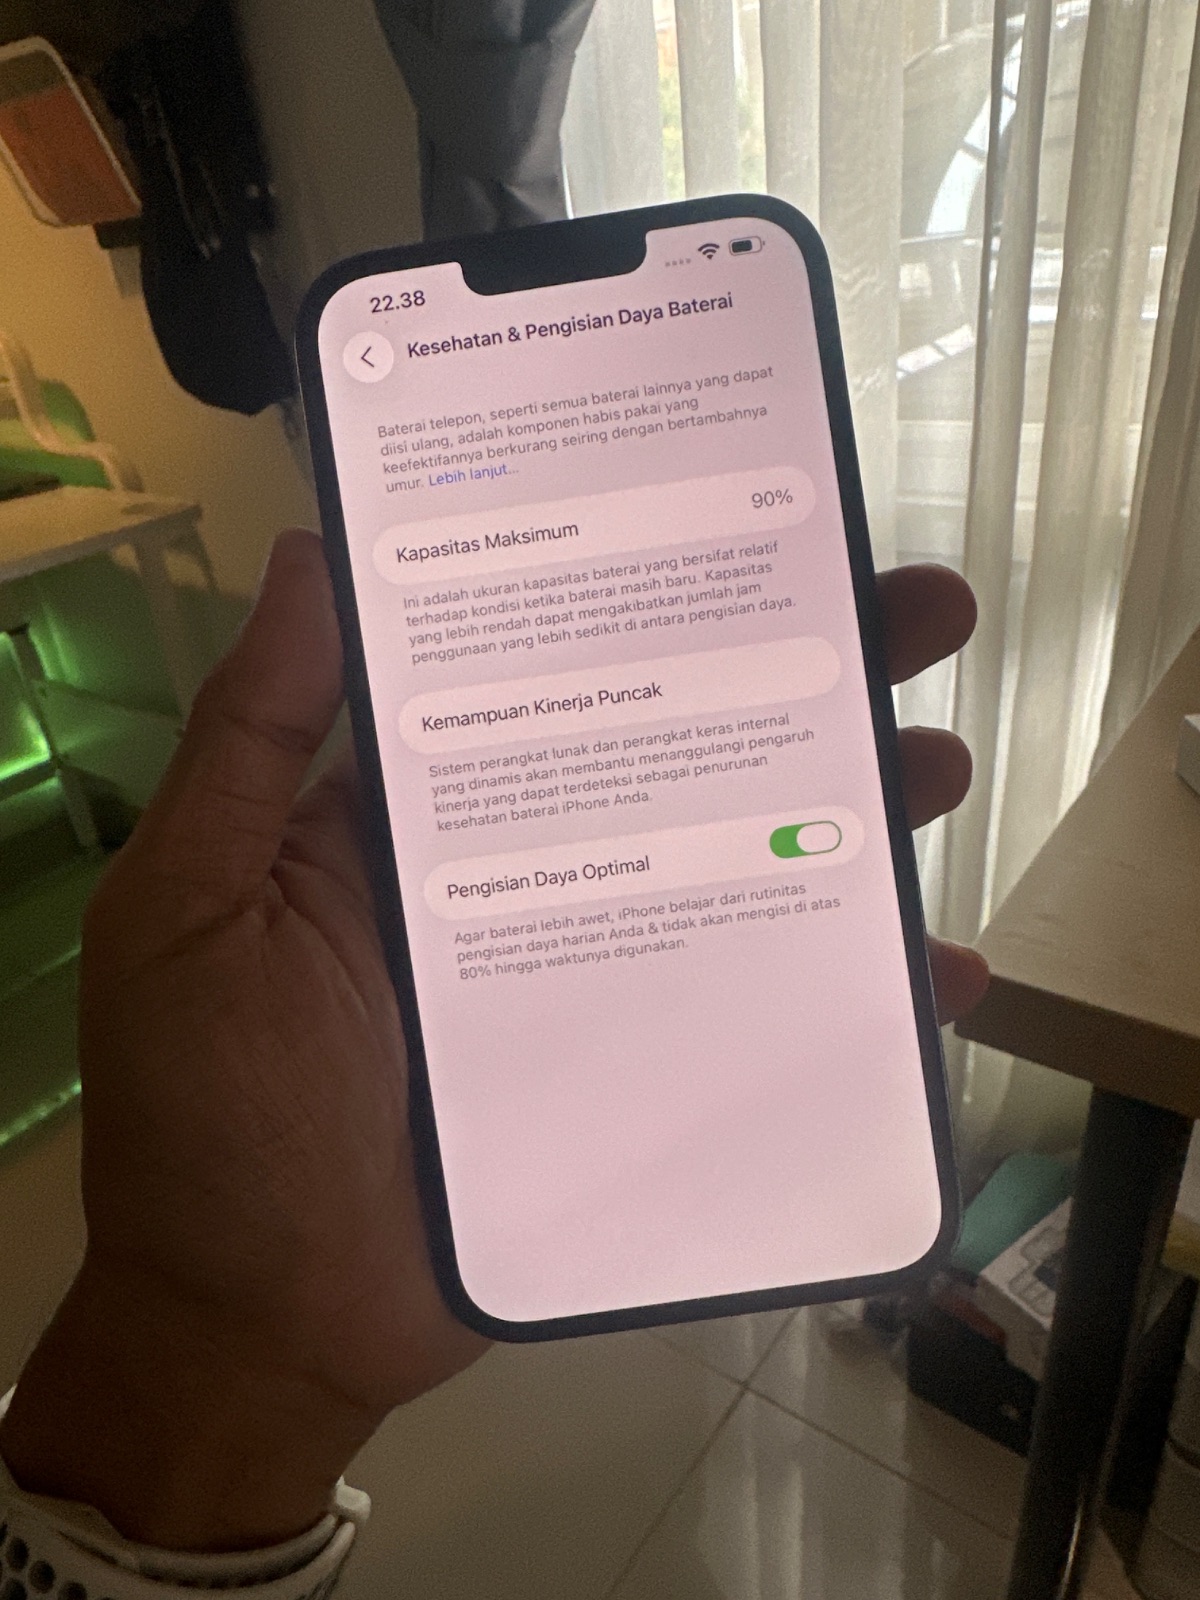 22.38
Kesehatan & Pengisian Daya Baterai
Baterai telepon, seperti semua baterai lainnya yang dapat
diisi ulang, adalah komponen habis pakai yang
keefektifannya berkurang seiring dengan bertambahnya
umur. Lebih lanjut...
Kapasitas Maksimum 90%
Ini adalah ukuran kapasitas baterai yang bersifat relatif
terhadap kondisi ketika baterai masih baru. Kapasitas
yang lebih rendah dapat mengakibatkan jumlah jam
penggunaan yang lebih sedikit di antara pengisian daya.
Kemampuan Kinerja Puncak
Sistem perangkat lunak dan perangkat keras internal
yang dinamis akan membantu menanggulangi pengaruh
kinerja yang dapat terdeteksi sebagai penurunan
kesehatan baterai iPhone Anda.
Pengisian Daya Optimal
Agar baterai lebih awet, iPhone belajar dari rutinitas
pengisian daya harian Anda & tidak akan mengisi di atas
80% hingga waktunya digunakan.